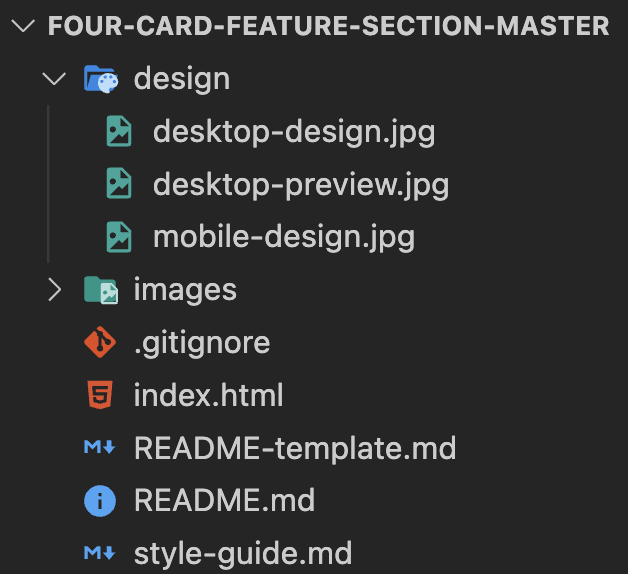 FOUR-CARD-FEATURE-SECTION-MASTER
design
desktop-design.jpg
desktop-preview.jpg
mobile-design.jpg
images
.gitignore
index.html
README-template.md
README.md
style-guide.md